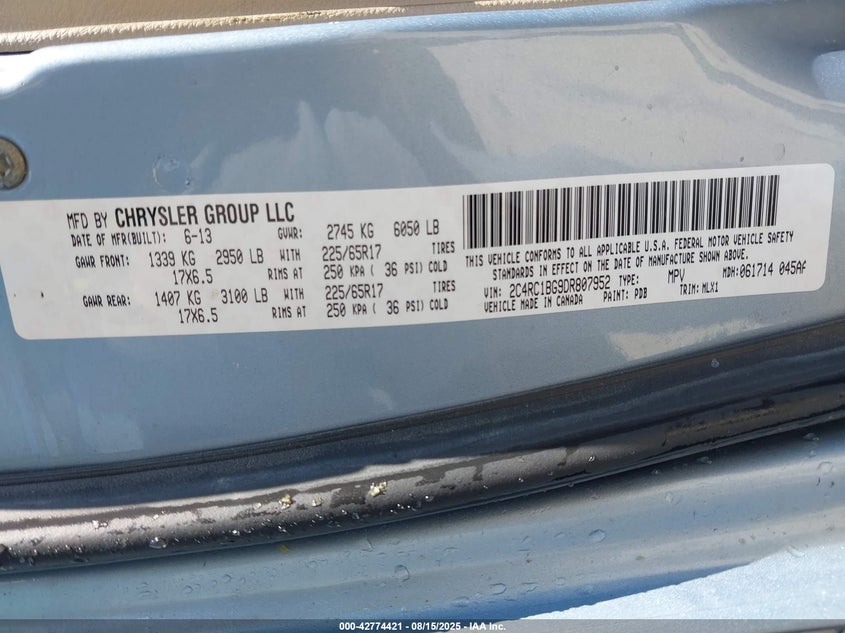 MFD BY CHRYSLER GROUP LLC
DATE OF MFR(BUILT): 6-13 GVWR: 2745 KG 6050 LB
GAWR FRONT: 1339 KG 2950 LB WITH 225/65R17 TIRES
17X6.5 RIMS AT 250 KPA ( 36 PSI) COLD
GAWR REAR: 1407 KG 3100 LB WITH 225/65R17 TIRES
17X6.5 RIMS AT 250 KPA ( 36 PSI) COLD
THIS VEHICLE CONFORMS TO ALL APPLICABLE U.S.A. FEDERAL MOTOR VEHICLE SAFETY
STANDARDS IN EFFECT ON THE DATE OF MANUFACTURE SHOWN ABOVE.
VIN: 2C4RC1BG9DR807952 TYPE: MPV MDH: 061714 045A
VEHICLE MADE IN CANADA PAINT: PDB TRIM: MLX1
000-42774421 - 08/15/2025 - IAA Inc.